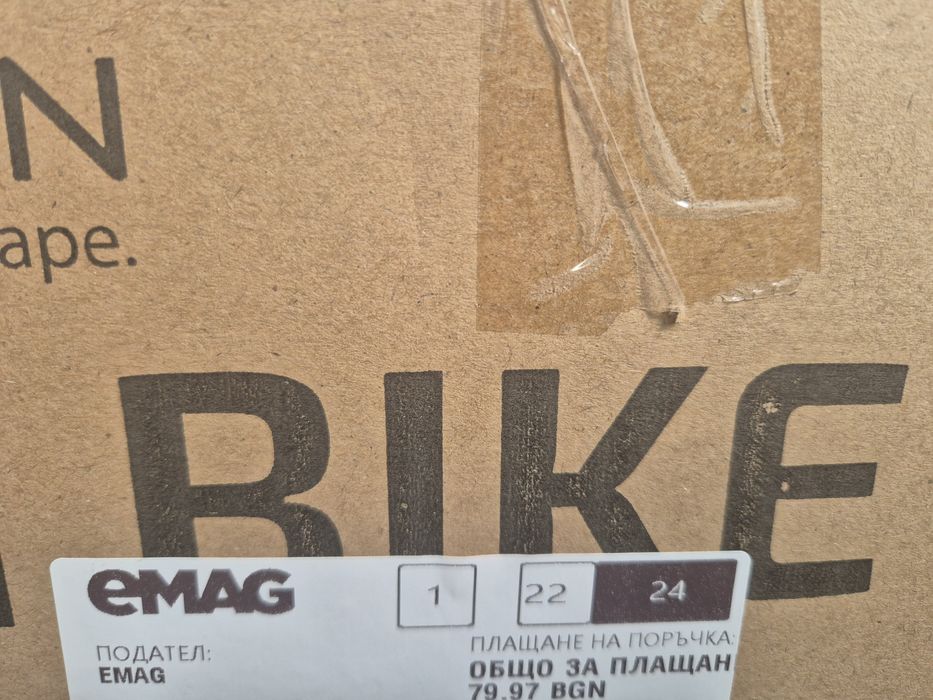 N
ape.
BIKE
eMAG
1 22 24
ПОДАТЕЛ:
EMAG
ПЛАЩАНЕ НА ПОРЪЧКА:
ОБЩО ЗА ПЛАЩАН
79.97 BGN